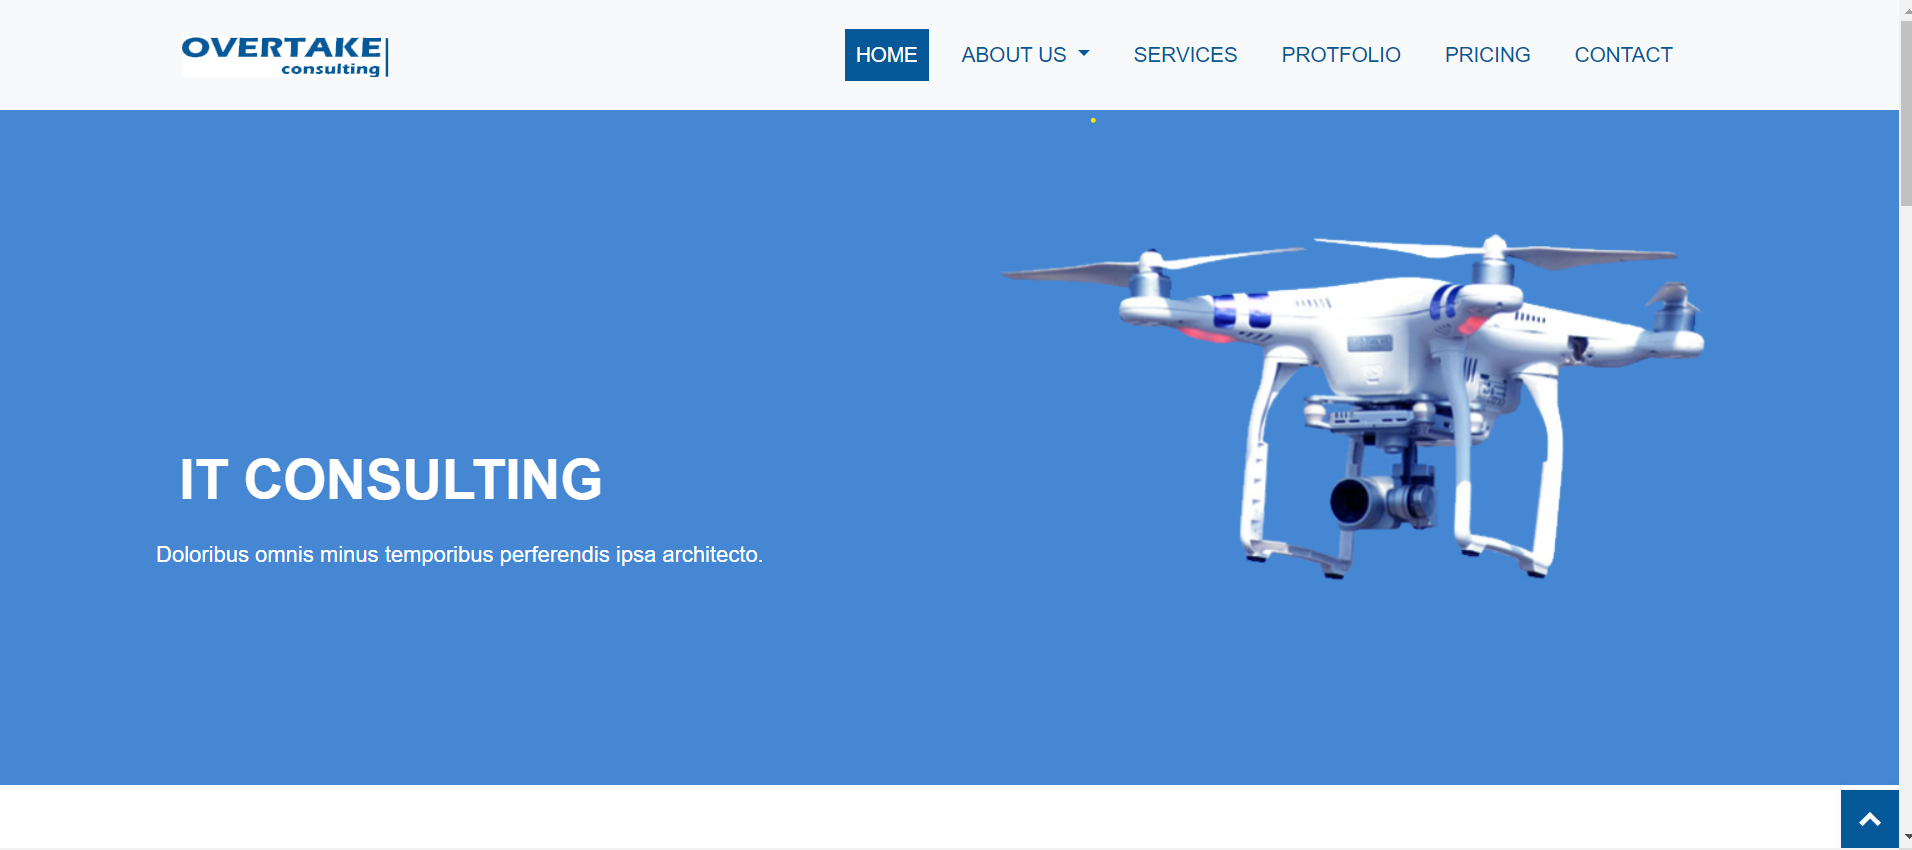 OVERTAKE
consulting
HOME ABOUT US SERVICES PROTFOLIO PRICING CONTACT
IT CONSULTING
Doloribus omnis minus temporibus perferendis ipsa architecto.